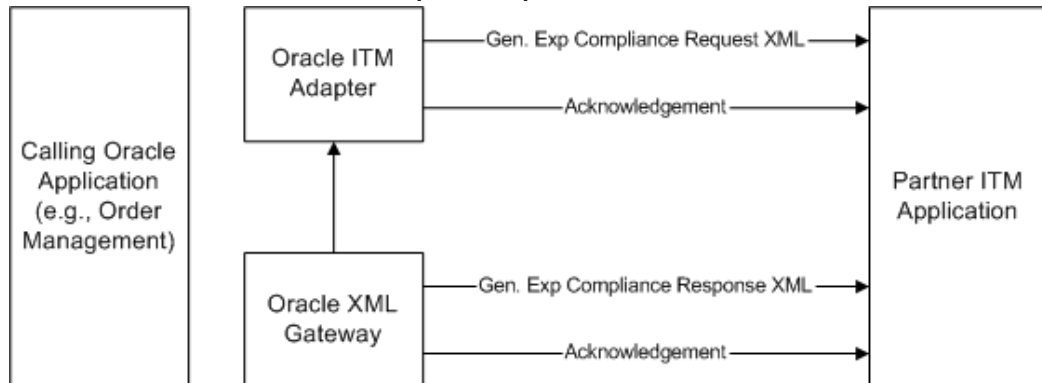 Calling Oracle
Application
(e.g., Order
Management)
Oracle ITM
Adapter
Gen. Exp Compliance Request XML
Acknowledgement
Oracle XML
Gateway
Gen. Exp Compliance Response XML
Acknowledgement
Partner ITM
Application